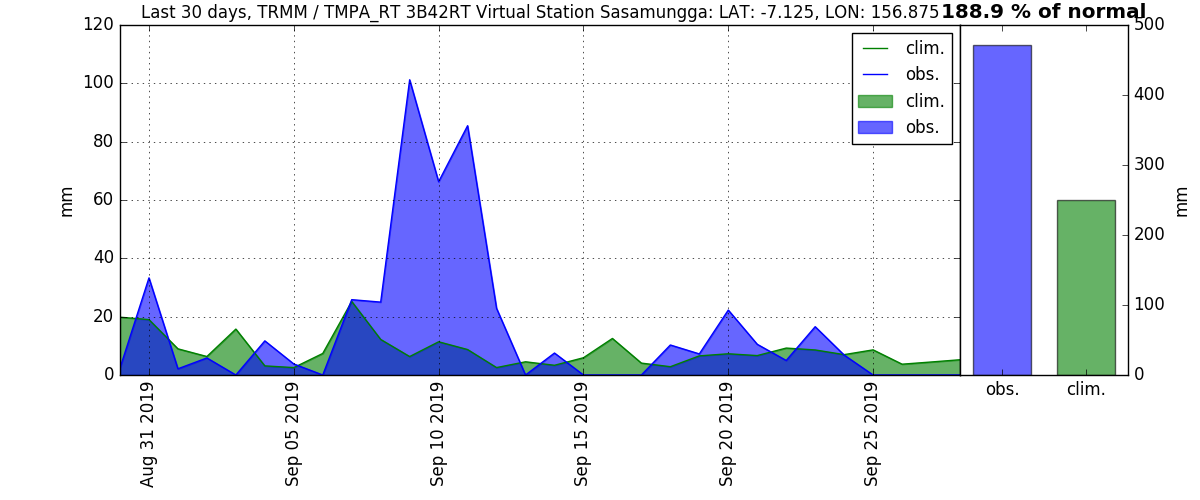 Last 30 days, TRMM / TMPA_RT 3B42RT Virtual Station Sasamungga: LAT: -7.125, LON: 156.875
188.9 % of normal
120
100
80
60
40
20
0
mm
clim.
obs.
clim.
obs.
Aug 31 2019
Sep 05 2019
Sep 10 2019
Sep 15 2019
Sep 20 2019
Sep 25 2019
500
400
300
200
100
0
mm
obs.
clim.